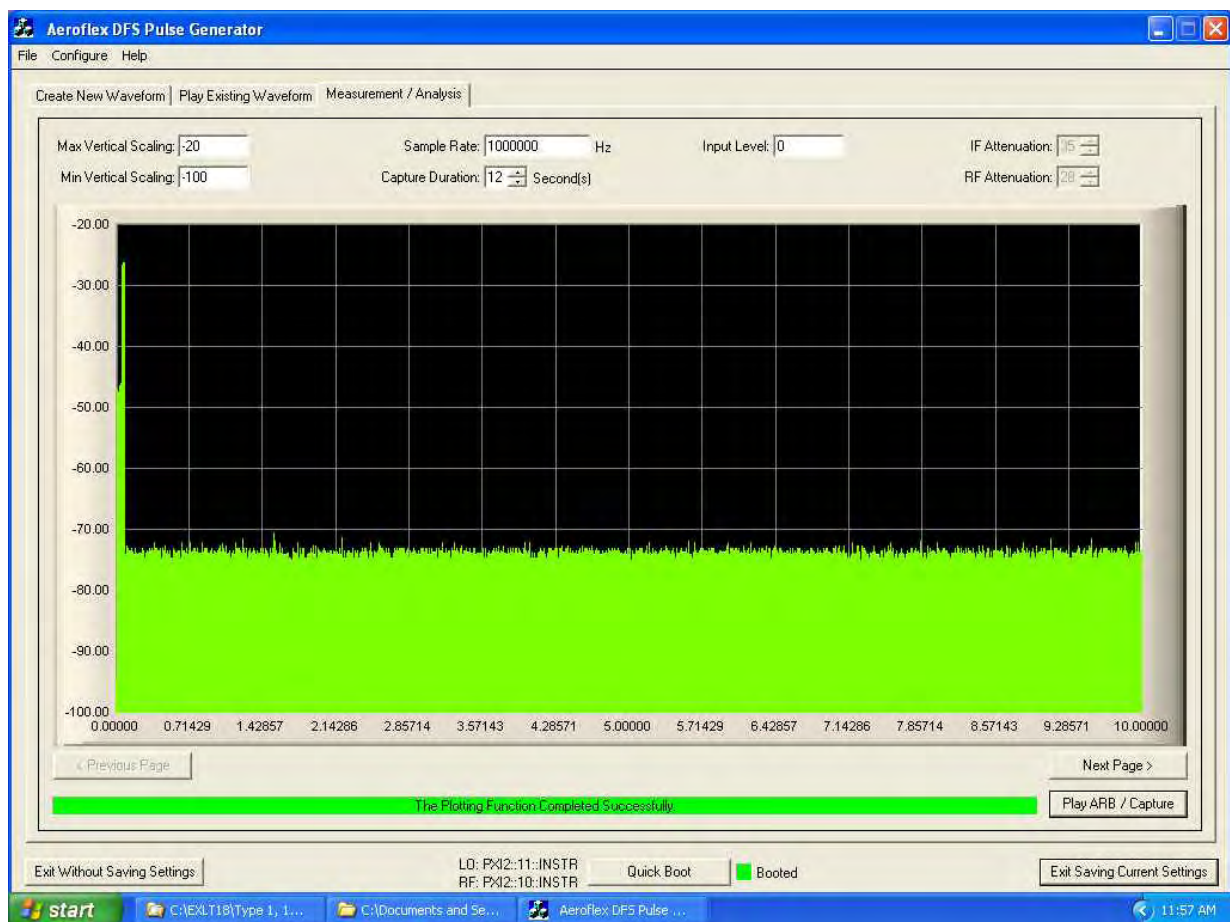 Aeroflex DFS Pulse Generator
File Configure Help
Create New Waveform Play Existing Waveform Measurement / Analysis
Max Vertical Scaling: -20 Sample Rate: 1000000 Hz Input Level: 0 IF Attenuation:
Min Vertical Scaling: -100 Capture Duration: 12 Second(s) RF Attenuation: 28
-20.00
-30.00
-40.00
-50.00
-60.00
-70.00
-80.00
-90.00
-100.00
0.00000 0.71429 1.42857 2.14286 2.85714 3.57143 4.28571 5.00000 5.71429 6.42857 7.14286 7.85714 8.57143 9.28571 10.00000
< Previous Page Next Page >
The Plotting Function Completed Successfully Play ARB / Capture
Exit Without Saving Settings LO: PXI2::11::INSTR Quick Boot Booted Exit Saving Current Settings
RF: PXI2::10::INSTR
start C:\EXLT18\Type 1, 1... C:\Documents and Se... Aeroflex DFS Pulse ... 11:57 AM